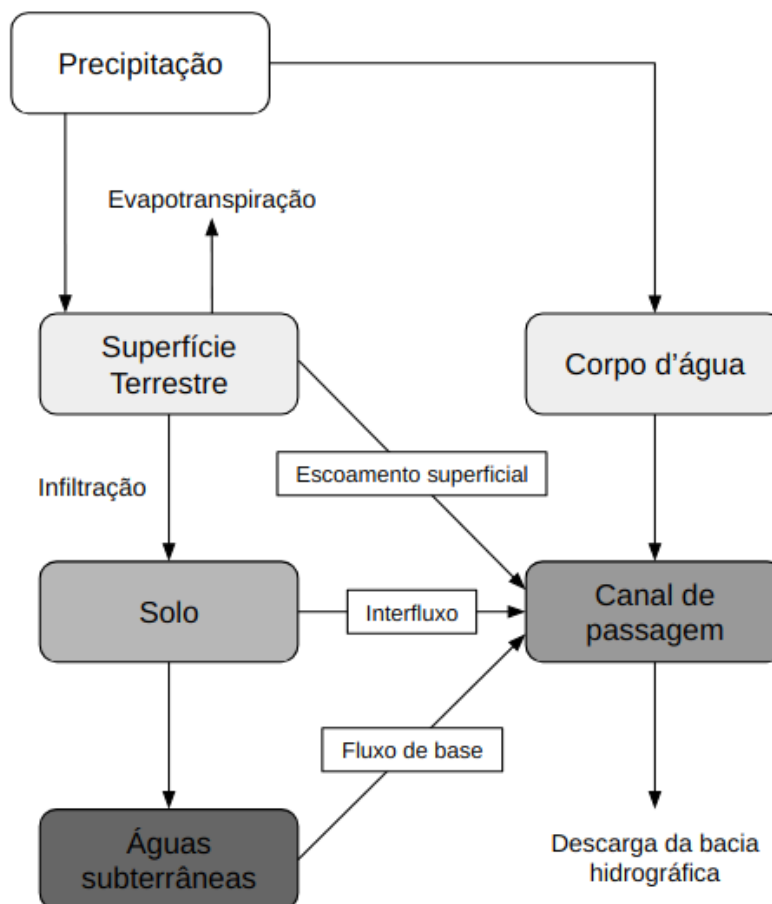 Precipitação
Evapotranspiração
Superfície
Terrestre
Corpo d’água
Escoamento superficial
Infiltração
Solo
Interfluxo
Canal de
passagem
Fluxo de base
Águas
subterrâneas
Descarga da bacia
hidrográfica